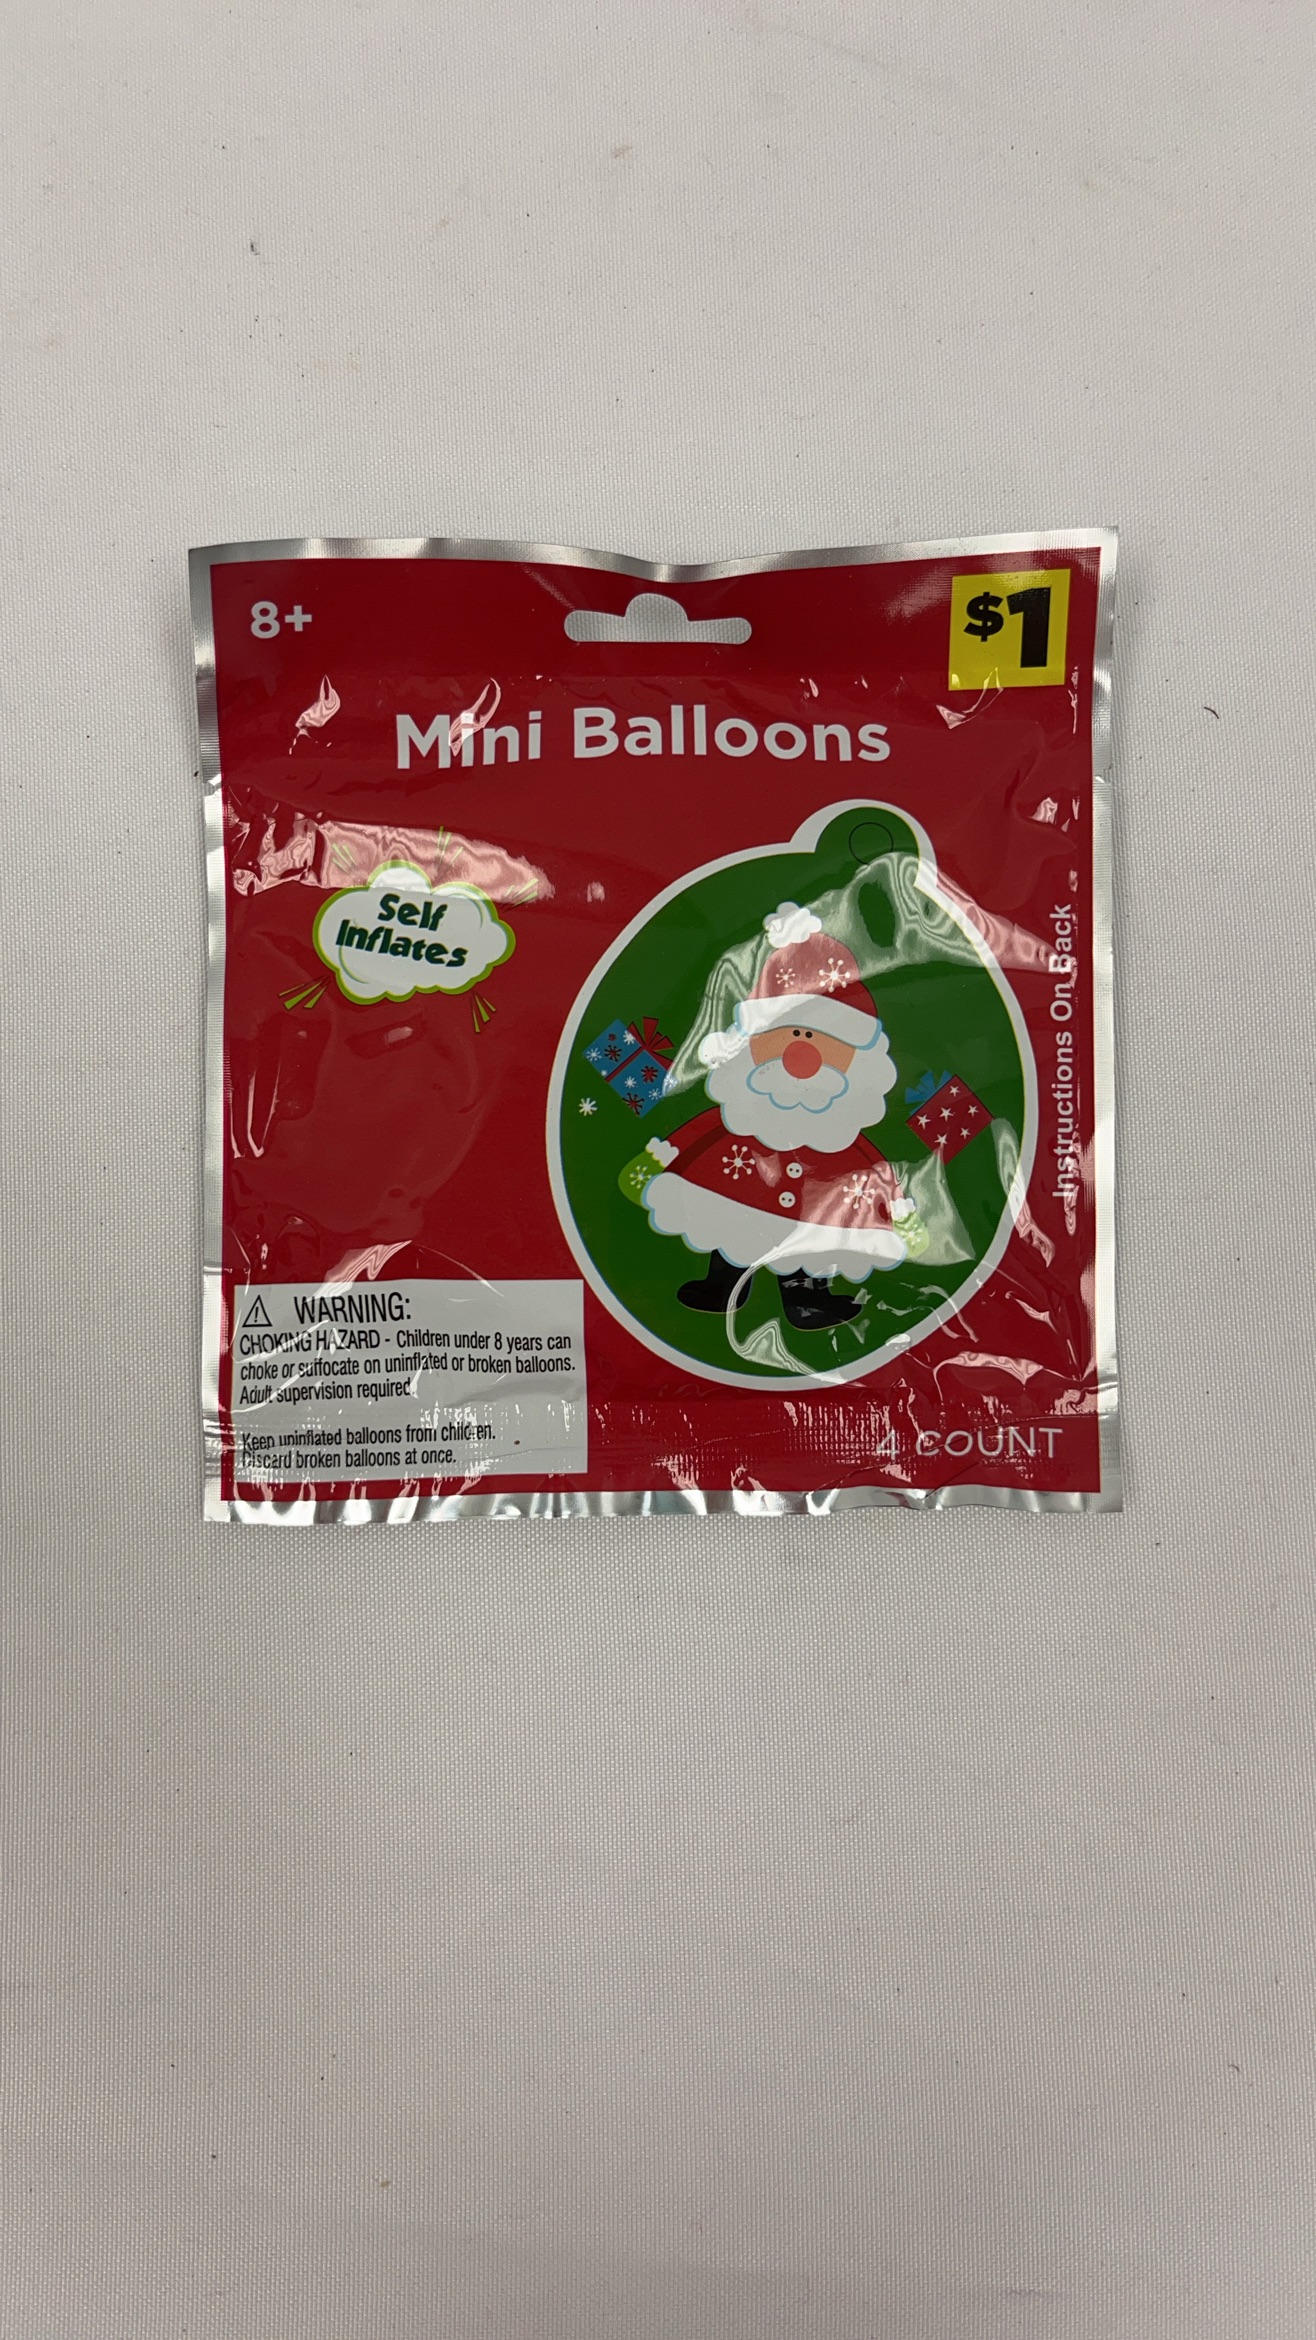 8+
$1
Mini Balloons
Self
Inflates
Instructions On Back
WARNING:
CHOKING HAZARD - Children under 8 years can
choke or suffocate on uninflated or broken balloons.
Adult supervision required.
Keep uninflated balloons from children.
Discard broken balloons at once.
4 COUNT